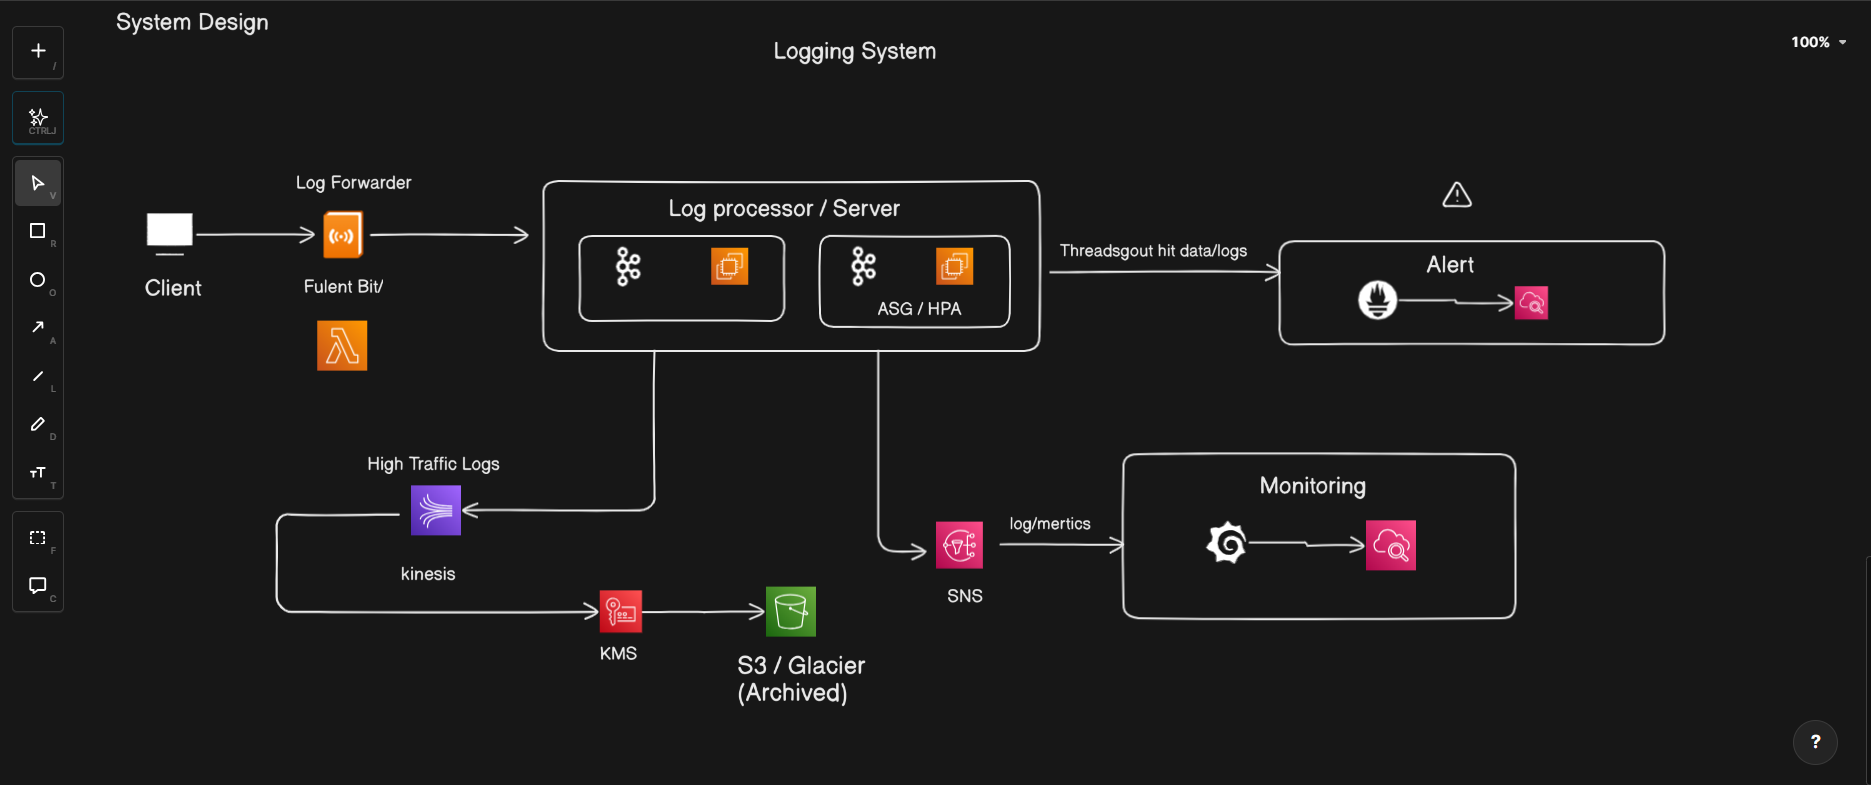 System Design
Logging System
100%
/
CTRLJ
V
R
O
A
L
D
T
F
C
Log Forwarder
Client
Fulent Bit/
Log processor / Server
ASG / HPA
Threadsgout hit data/logs
Alert
High Traffic Logs
kinesis
KMS
S3 / Glacier
(Archived)
SNS
log/mertics
Monitoring
?